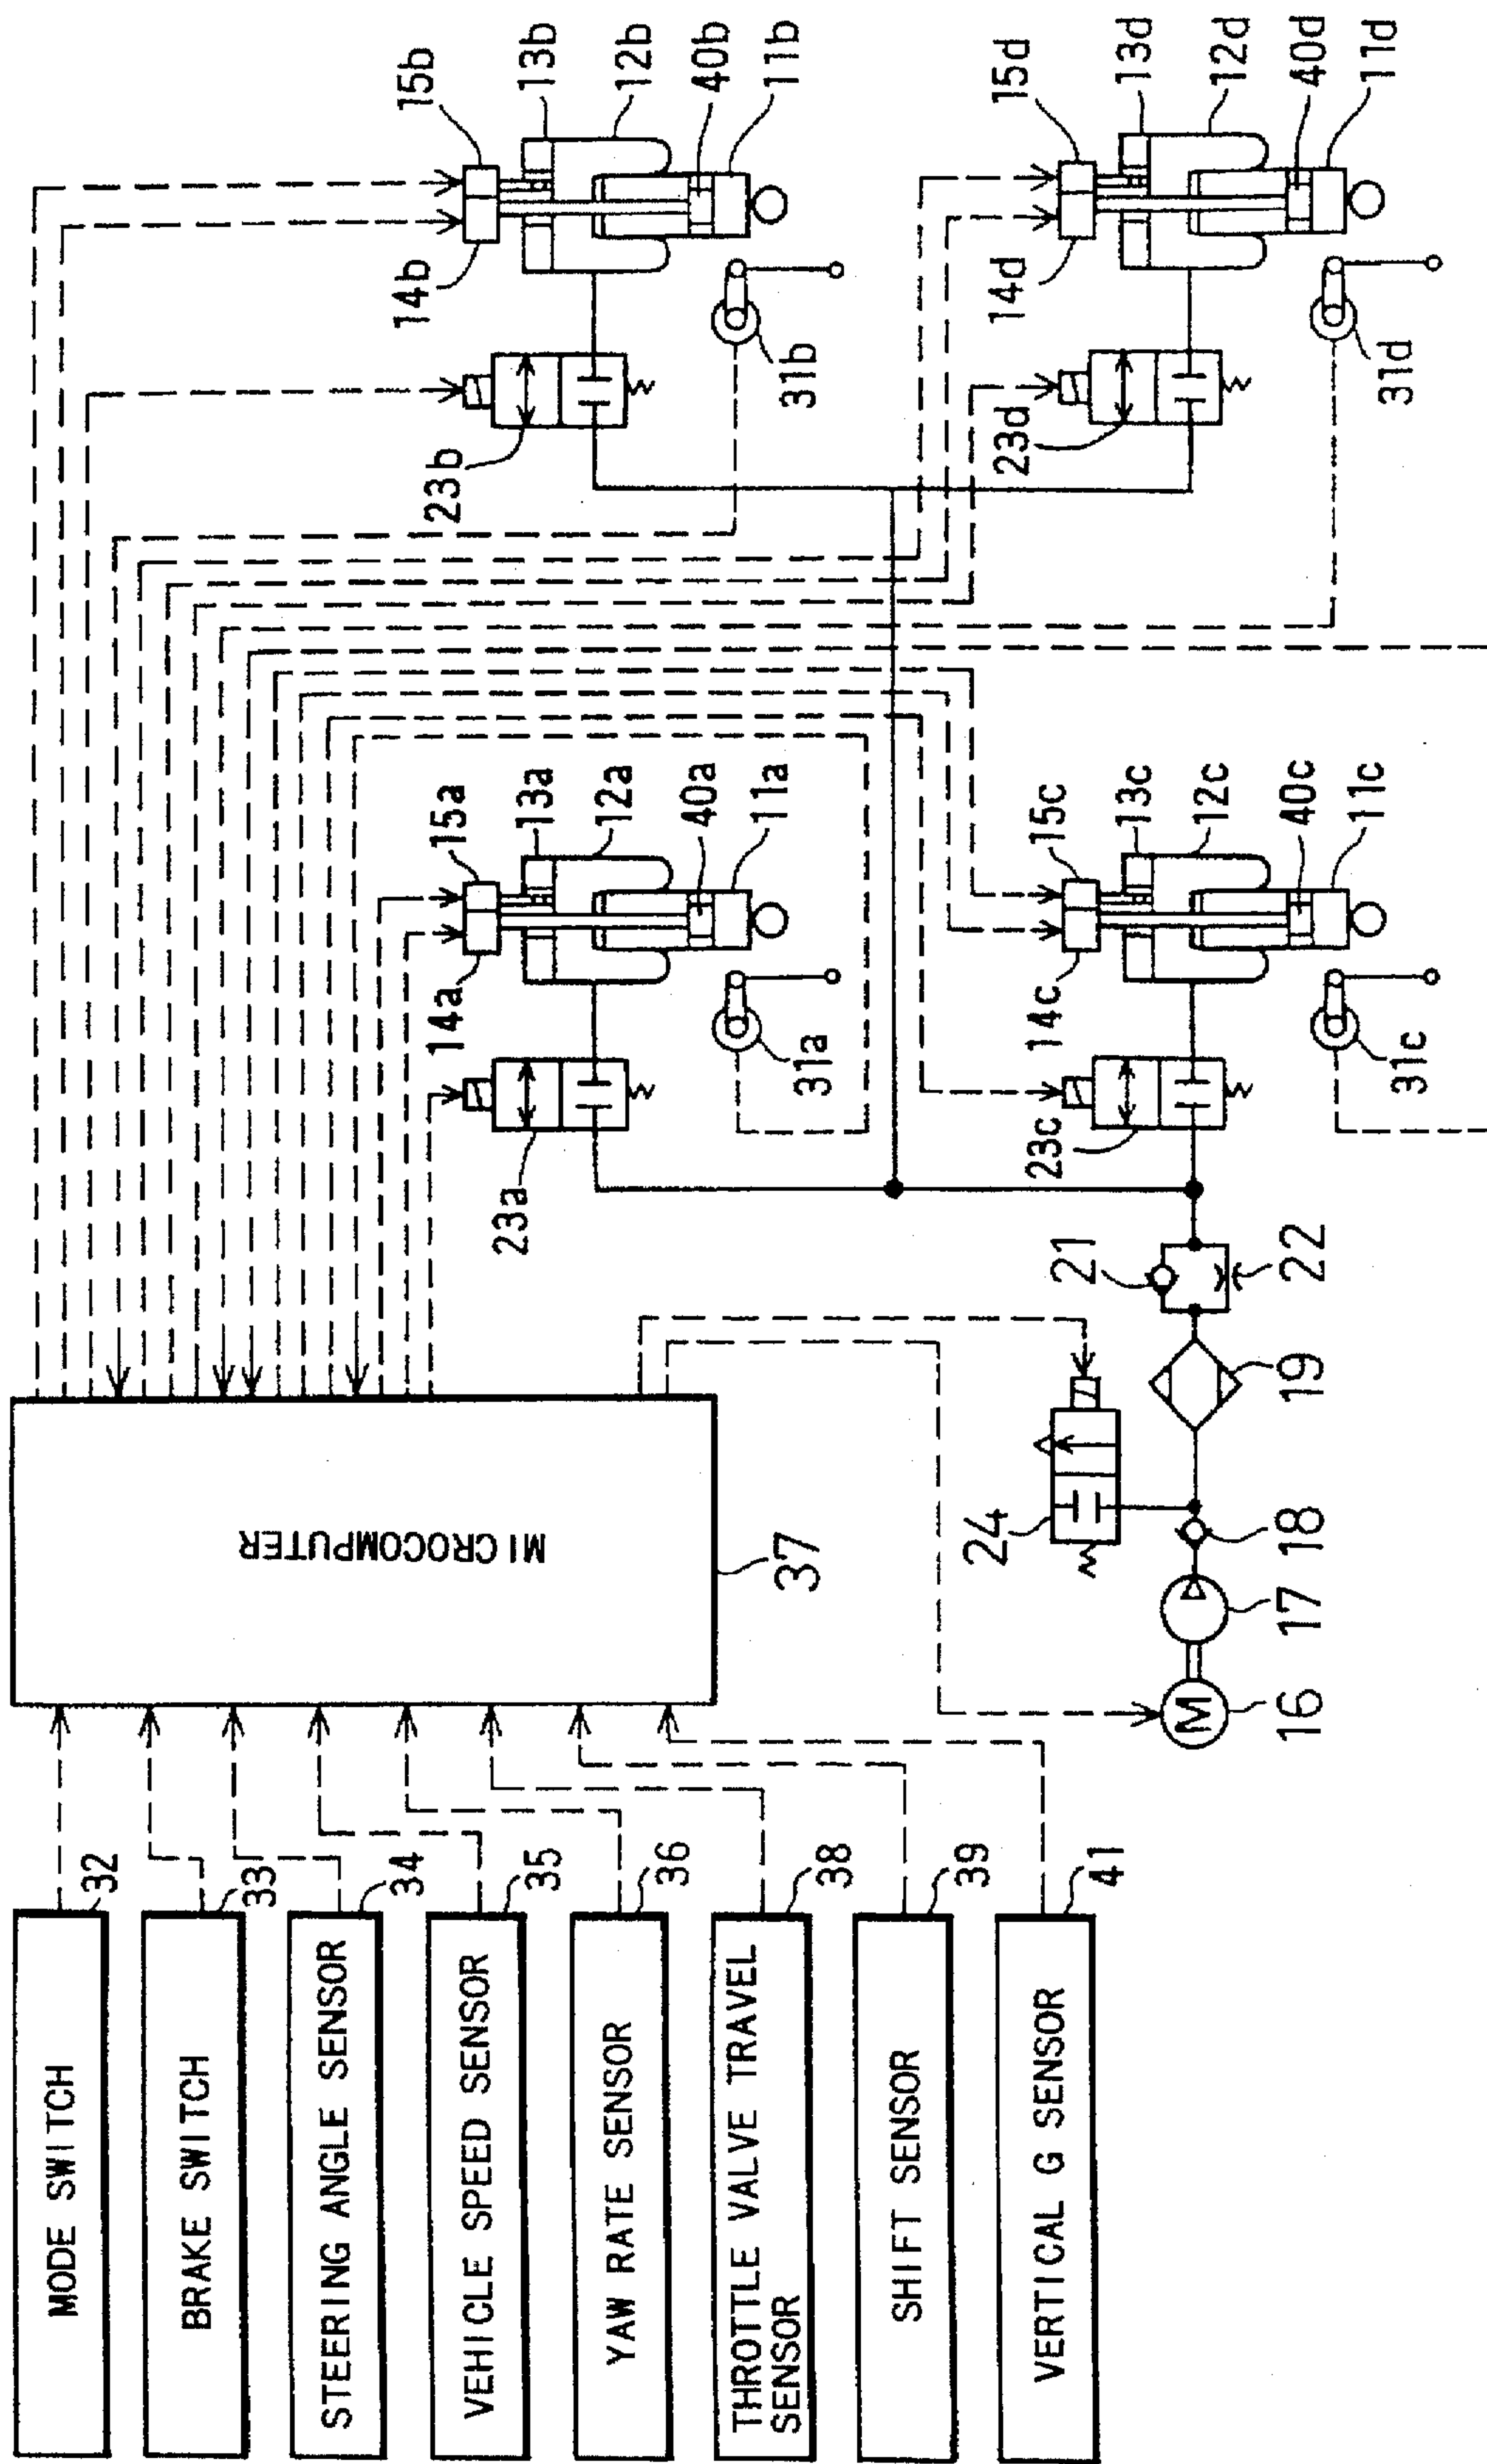 MODE SWITCH
32
BRAKE SWITCH
33
STEERING ANGLE SENSOR
34
VEHICLE SPEED SENSOR
35
YAW RATE SENSOR
36
THROTTLE VALVE TRAVEL
SENSOR
38
SHIFT SENSOR
39
VERTICAL G SENSOR
41
MICROCOMPUTER
37
24
16
17
18
19
21
22
23a
14a
15a
13a
12a
40a
11a
31a
23b
14b
15b
13b
12b
40b
11b
31b
23c
14c
15c
13c
12c
40c
11c
31c
23d
14d
15d
13d
12d
40d
11d
31d
M